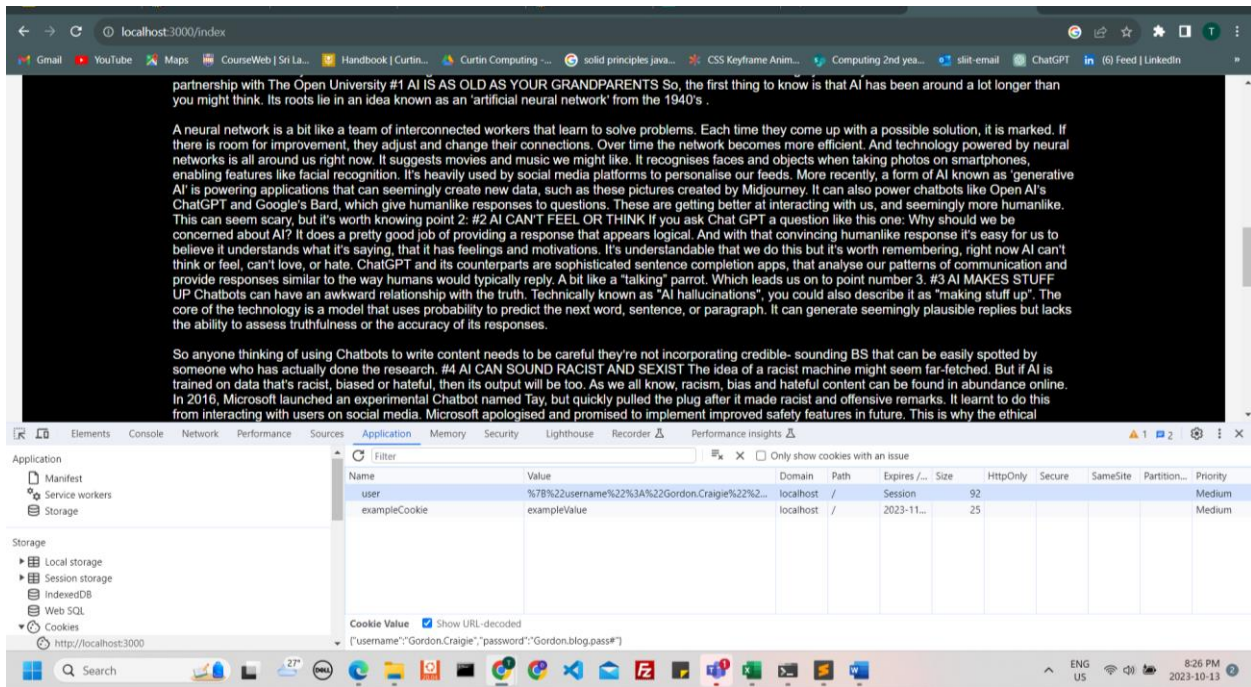 localhost:3000/index
T
Gmail YouTube Maps CourseWeb | Sri La... Handbook | Curtin... Curtin Computing -... solid principles java... CSS Keyframe Anim... Computing 2nd yea... sliit-email ChatGPT (6) Feed | LinkedIn
partnership with The Open University #1 AI IS AS OLD AS YOUR GRANDPARENTS So, the first thing to know is that AI has been around a lot longer than
you might think. Its roots lie in an idea known as an 'artificial neural network' from the 1940's .
A neural network is a bit like a team of interconnected workers that learn to solve problems. Each time they come up with a possible solution, it is marked. If
there is room for improvement, they adjust and change their connections. Over time the network becomes more efficient. And technology powered by neural
networks is all around us right now. It suggests movies and music we might like. It recognises faces and objects when taking photos on smartphones,
enabling features like facial recognition. It's heavily used by social media platforms to personalise our feeds. More recently, a form of AI known as 'generative
AI' is powering applications that can seemingly create new data, such as these pictures created by Midjourney. It can also power chatbots like Open AI's
ChatGPT and Google's Bard, which give humanlike responses to questions. These are getting better at interacting with us, and seemingly more humanlike.
This can seem scary, but it's worth knowing point 2: #2 AI CAN'T FEEL OR THINK If you ask Chat GPT a question like this one: Why should we be
concerned about AI? It does a pretty good job of providing a response that appears logical. And with that convincing humanlike response it's easy for us to
believe it understands what it's saying, that it has feelings and motivations. It's understandable that we do this but it's worth remembering, right now AI can't
think or feel, can't love, or hate. ChatGPT and its counterparts are sophisticated sentence completion apps, that analyse our patterns of communication and
provide responses similar to the way humans would typically reply. A bit like a "talking" parrot. Which leads us on to point number 3. #3 AI MAKES STUFF
UP Chatbots can have an awkward relationship with the truth. Technically known as "AI hallucinations", you could also describe it as "making stuff up". The
core of the technology is a model that uses probability to predict the next word, sentence, or paragraph. It can generate seemingly plausible replies but lacks
the ability to assess truthfulness or the accuracy of its responses.
So anyone thinking of using Chatbots to write content needs to be careful they're not incorporating credible- sounding BS that can be easily spotted by
someone who has actually done the research. #4 AI CAN SOUND RACIST AND SEXIST The idea of a racist machine might seem far-fetched. But if AI is
trained on data that's racist, biased or hateful, then its output will be too. As we all know, racism, bias and hateful content can be found in abundance online.
In 2016, Microsoft launched an experimental Chatbot named Tay, but quickly pulled the plug after it made racist and offensive remarks. It learnt to do this
from interacting with users on social media. Microsoft apologised and promised to implement improved safety features in future. This is why the ethical
Elements Console Network Performance Sources Application Memory Security Lighthouse Recorder Performance insights 1 2
Application
Manifest
Service workers
Storage
Storage
Local storage
Session storage
IndexedDB
Web SQL
Cookies
http://localhost:3000
Filter Only show cookies with an issue
Name Value Domain Path Expires /... Size HttpOnly Secure SameSite Partition... Priority
user %7B%22username%22%3A%22Gordon.Craigie%22%2... localhost / Session 92 Medium
exampleCookie exampleValue localhost / 2023-11... 25 Medium
Cookie Value Show URL-decoded
{"username":"Gordon.Craigie","password":"Gordon.blog.pass#"}
Search 27° DELL ENG US 8:26 PM 2023-10-13 2